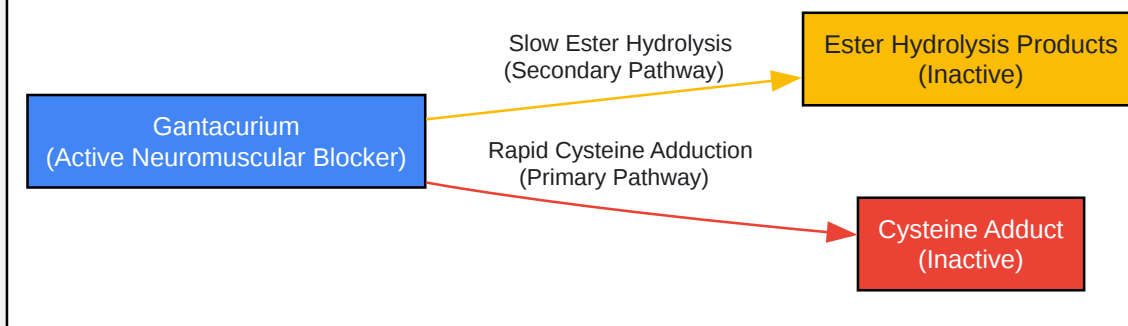 Slow Ester Hydrolysis
(Secondary Pathway)
Ester Hydrolysis Products
(Inactive)
Gantacurium
(Active Neuromuscular Blocker)
Rapid Cysteine Adduction
(Primary Pathway)
Cysteine Adduct
(Inactive)